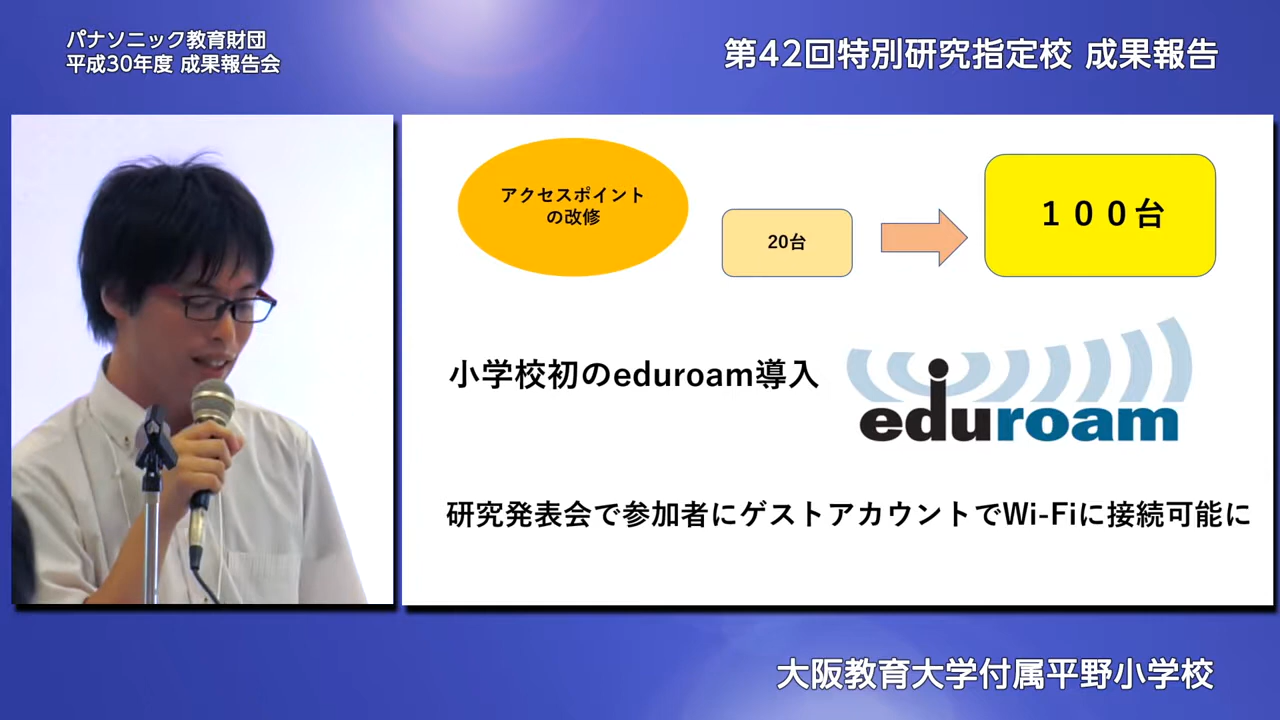 パナソニック教育財団
平成30年度 成果報告会
第42回特別研究指定校 成果報告
アクセスポイント
の改修
20台
１００台
小学校初のeduroam導入
eduroam
研究発表会で参加者にゲストアカウントでWi-Fiに接続可能に
大阪教育大学付属平野小学校